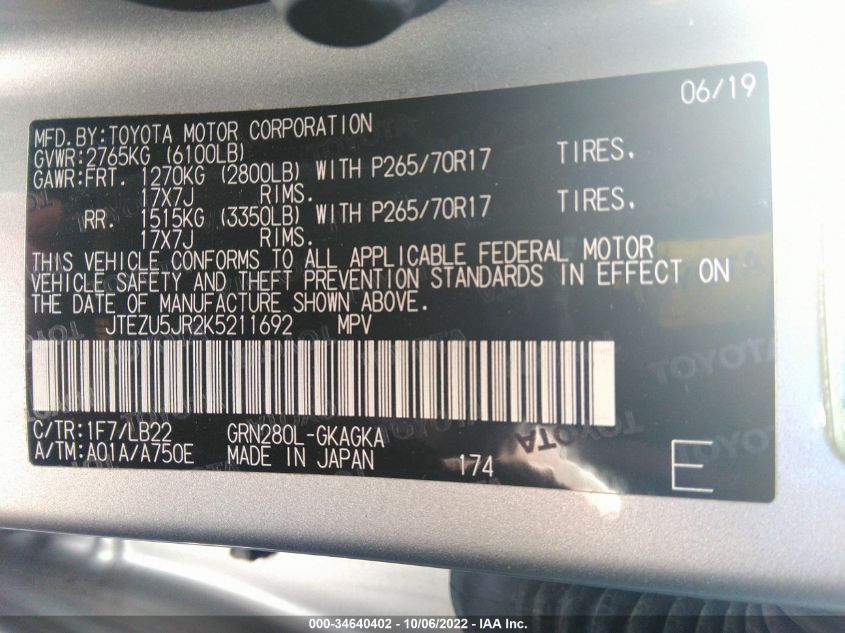 06/19
MFD.BY:TOYOTA MOTOR CORPORATION
GVWR:2765KG (6100LB)
GAWR:FRT. 1270KG (2800LB) WITH P265/70R17 TIRES,
17X7J RIMS.
RR. 1515KG (3350LB) WITH P265/70R17 TIRES,
17X7J RIMS.
THIS VEHICLE CONFORMS TO ALL APPLICABLE FEDERAL MOTOR
VEHICLE SAFETY AND THEFT PREVENTION STANDARDS IN EFFECT ON
THE DATE OF MANUFACTURE SHOWN ABOVE.
JTEZU5JR2K5211692 MPV
C/TR:1F7/LB22 GRN280L-GKAGKA
A/TM:A01A/A750E MADE IN JAPAN 174 E
TOYOTA
000-34640402 - 10/06/2022 - IAA Inc.